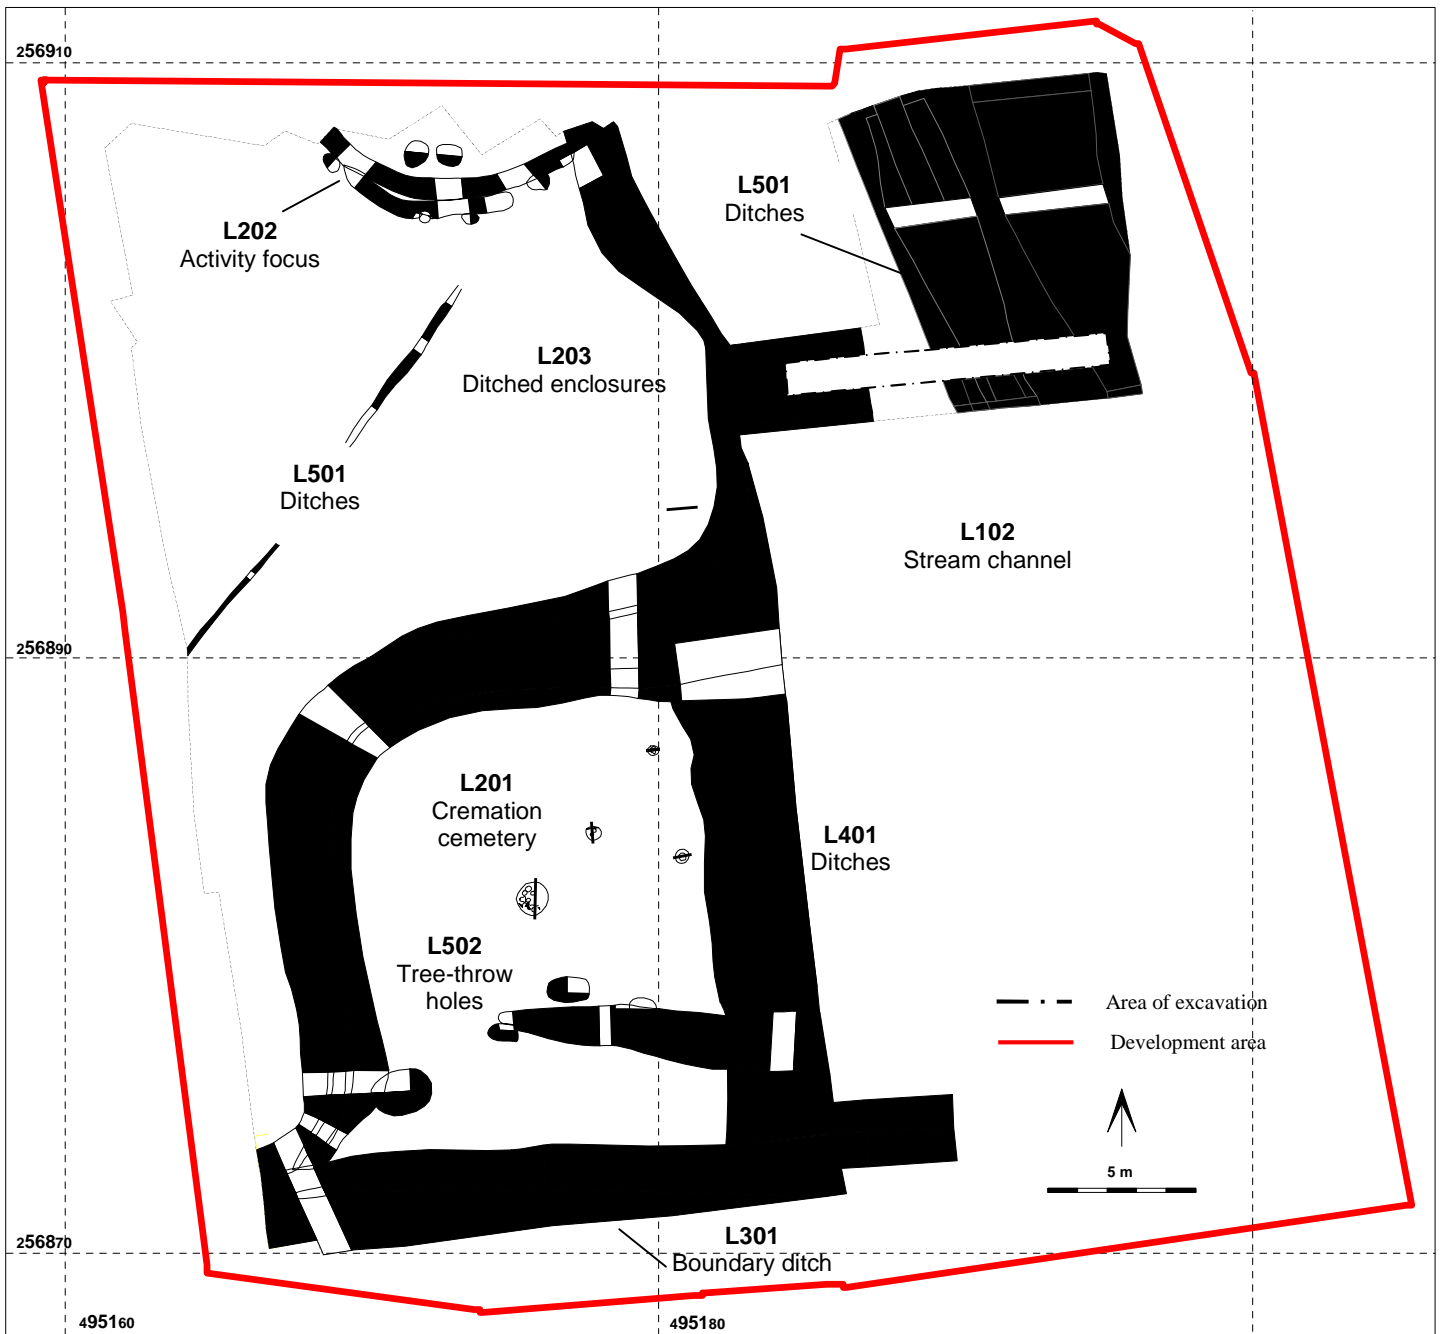 256910
L501
Ditches
L202
Activity focus
L203
Ditched enclosures
L501
Ditches
L102
Stream channel
256890
L201
Cremation
cemetery
L401
Ditches
L502
Tree-throw
holes
Area of excavation
Development area
5 m
L301
Boundary ditch
256870
495160
495180